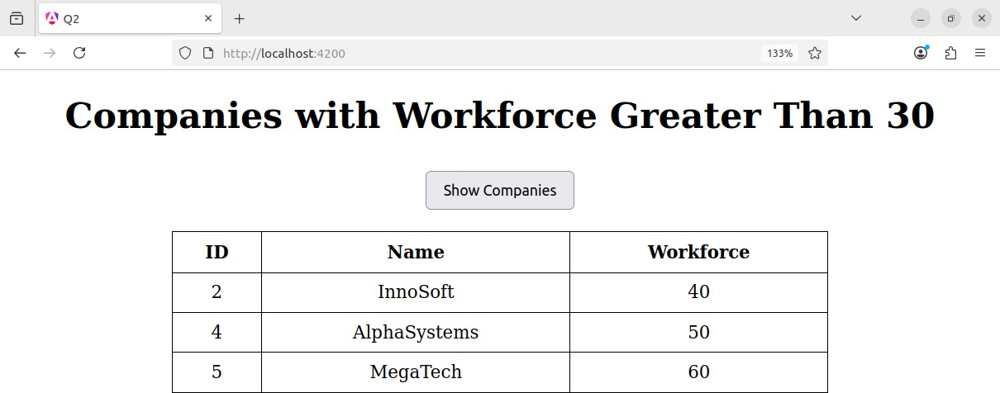 Q2
http://localhost:4200
133%
Companies with Workforce Greater Than 30
Show Companies
ID Name Workforce
2 InnoSoft 40
4 AlphaSystems 50
5 MegaTech 60